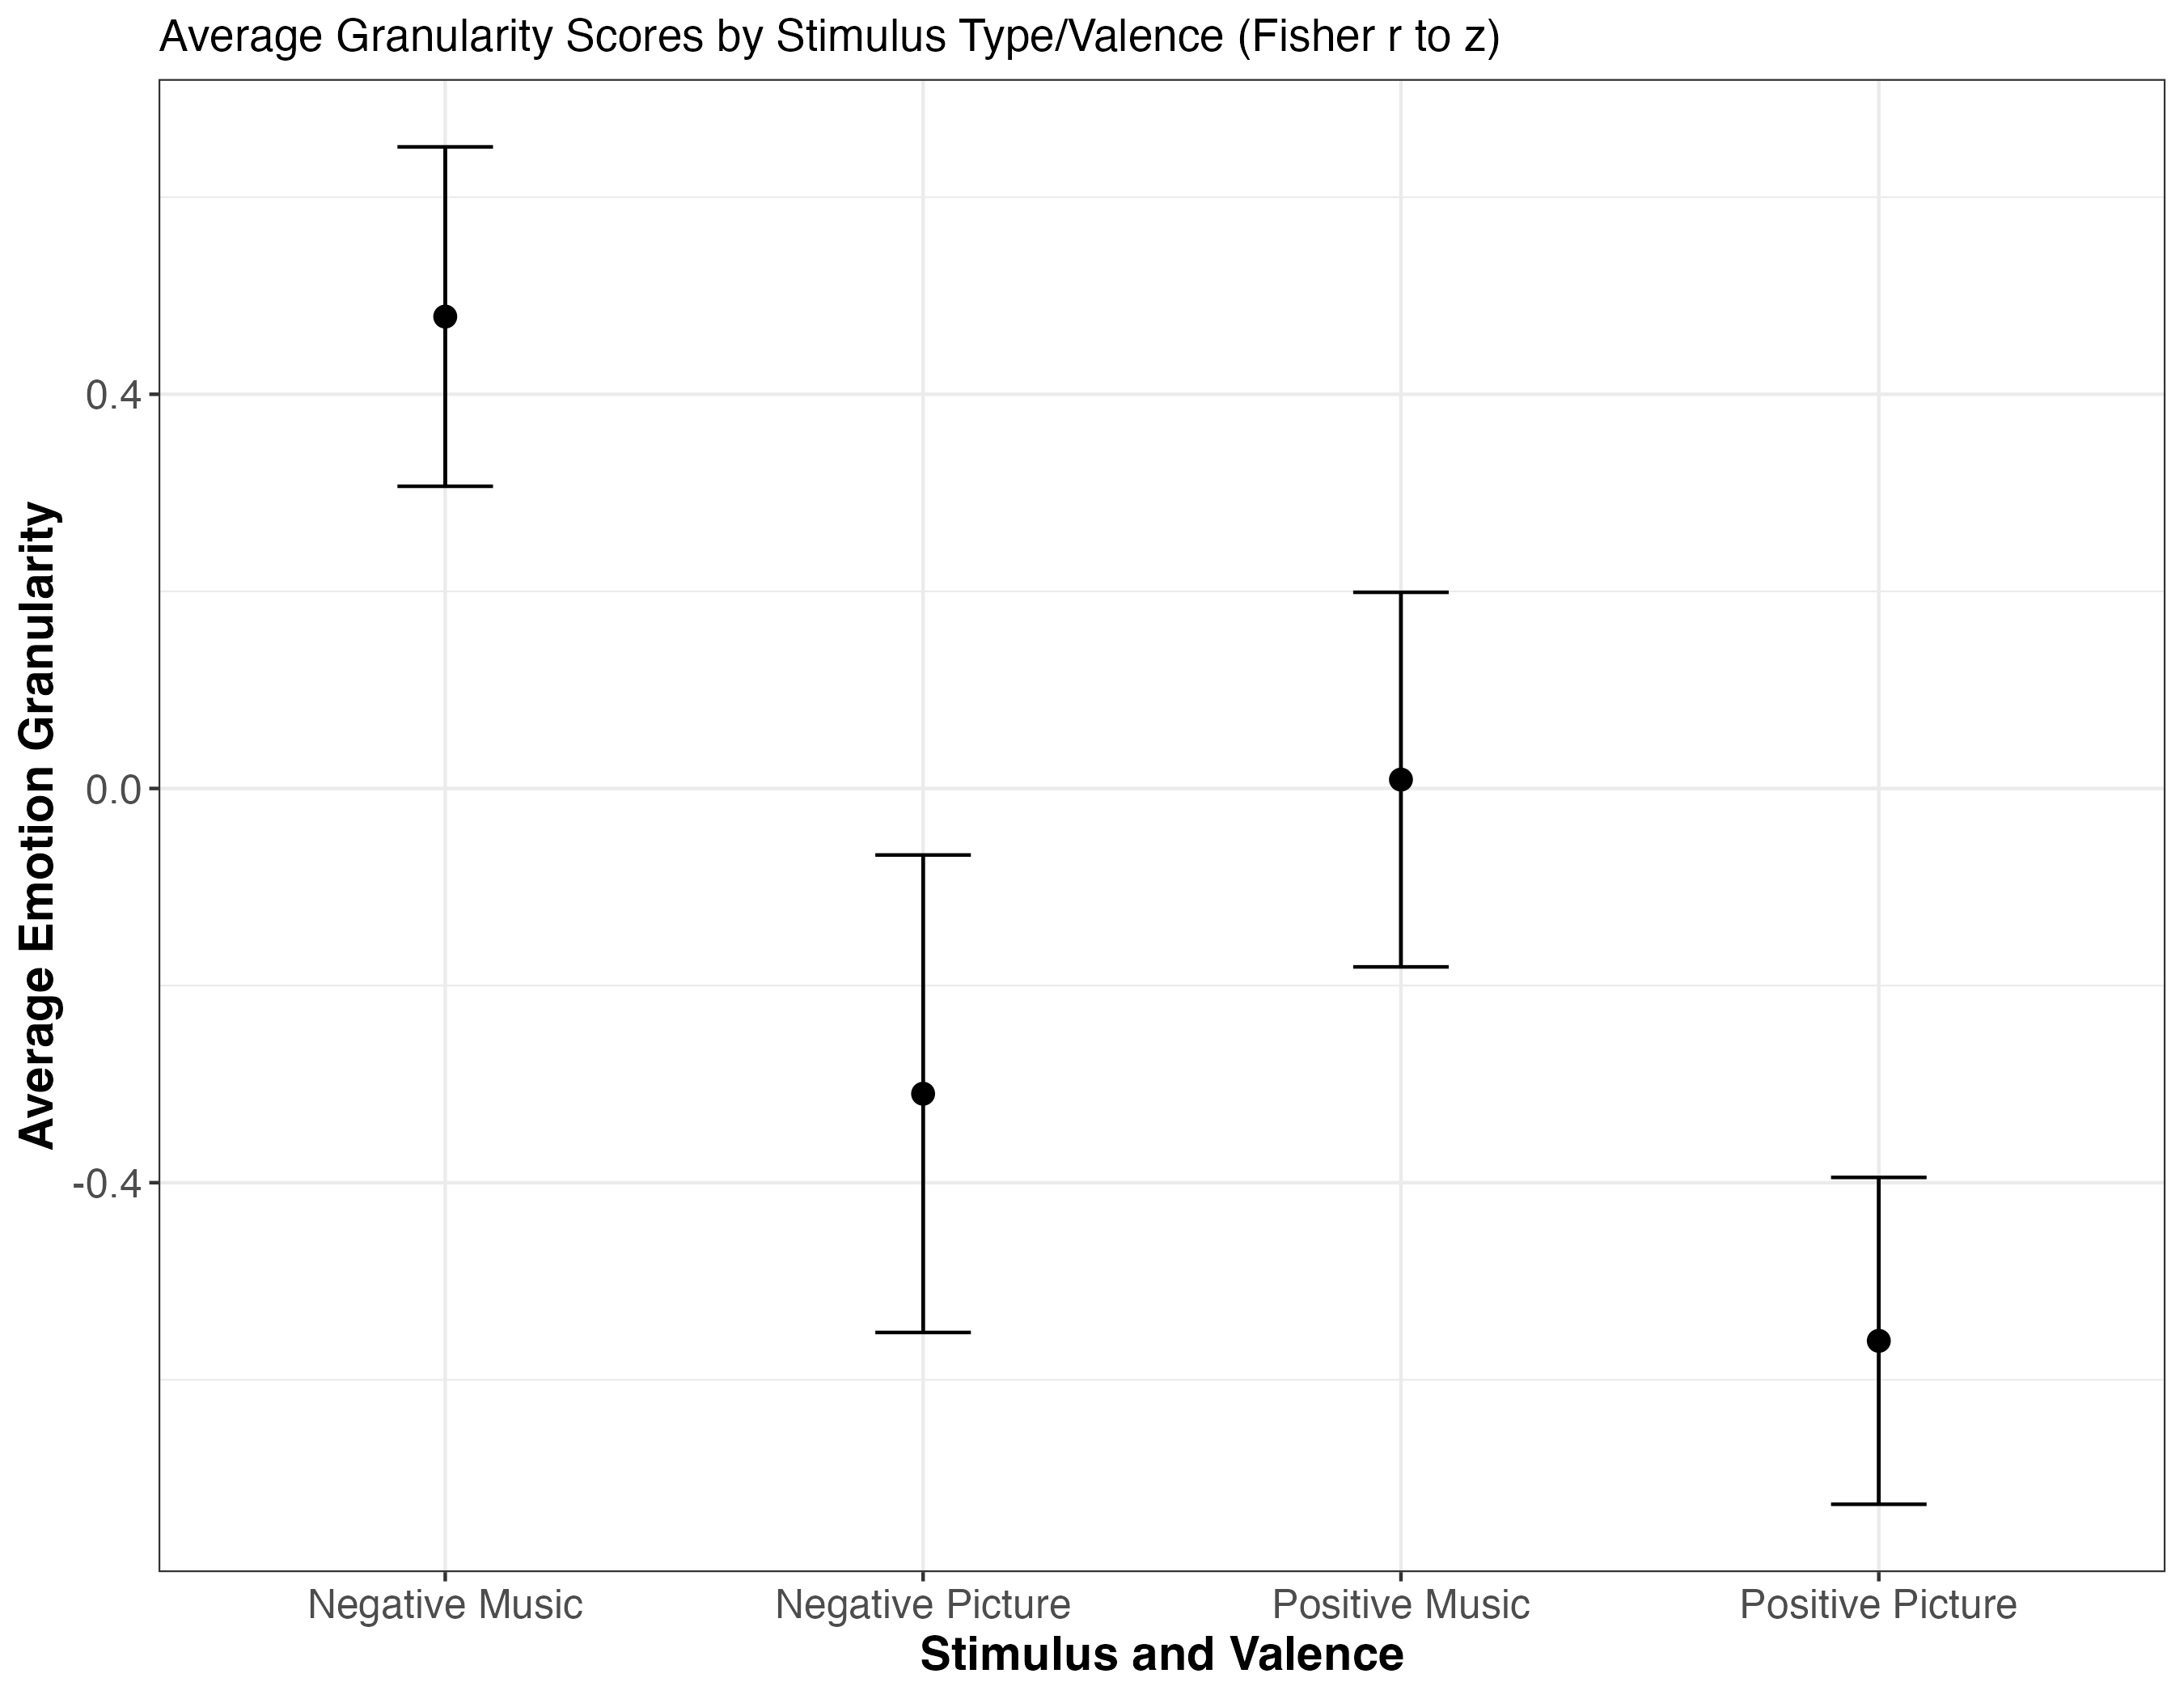 Average Granularity Scores by Stimulus Type/Valence (Fisher r to z)
Average Emotion Granularity
0.4
0.0
-0.4
Negative Music
Negative Picture
Positive Music
Positive Picture
Stimulus and Valence